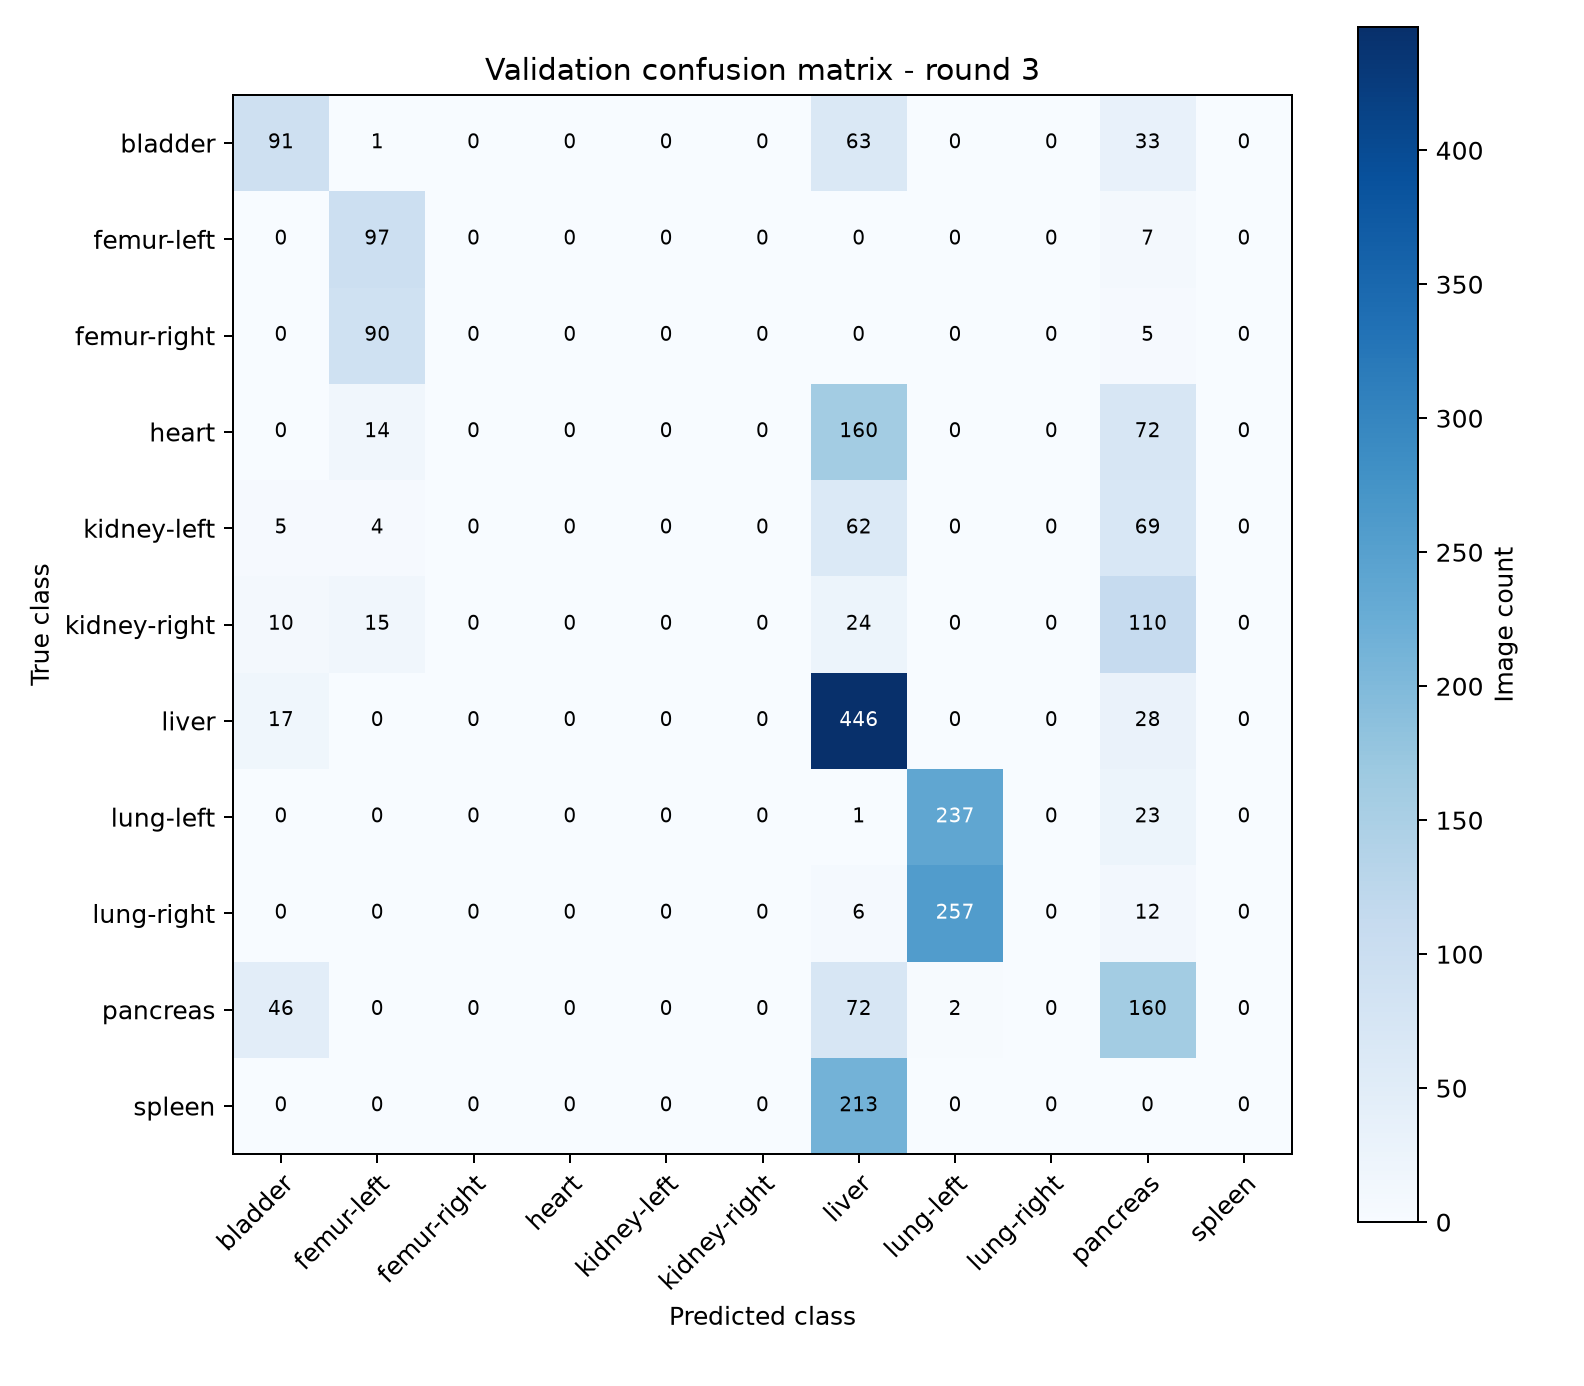 Validation confusion matrix - round 3
bladder 91 1 0 0 0 0 63 0 0 33 0
femur-left 0 97 0 0 0 0 0 0 0 7 0
femur-right 0 90 0 0 0 0 0 0 0 5 0
heart 0 14 0 0 0 0 160 0 0 72 0
kidney-left 5 4 0 0 0 0 62 0 0 69 0
kidney-right 10 15 0 0 0 0 24 0 0 110 0
liver 17 0 0 0 0 0 446 0 0 28 0
lung-left 0 0 0 0 0 0 1 237 0 23 0
lung-right 0 0 0 0 0 0 6 257 0 12 0
pancreas 46 0 0 0 0 0 72 2 0 160 0
spleen 0 0 0 0 0 0 213 0 0 0 0
True class
bladder femur-left femur-right heart kidney-left kidney-right liver lung-left lung-right pancreas spleen
Predicted class
400
350
300
250
200
150
100
50
0
Image count